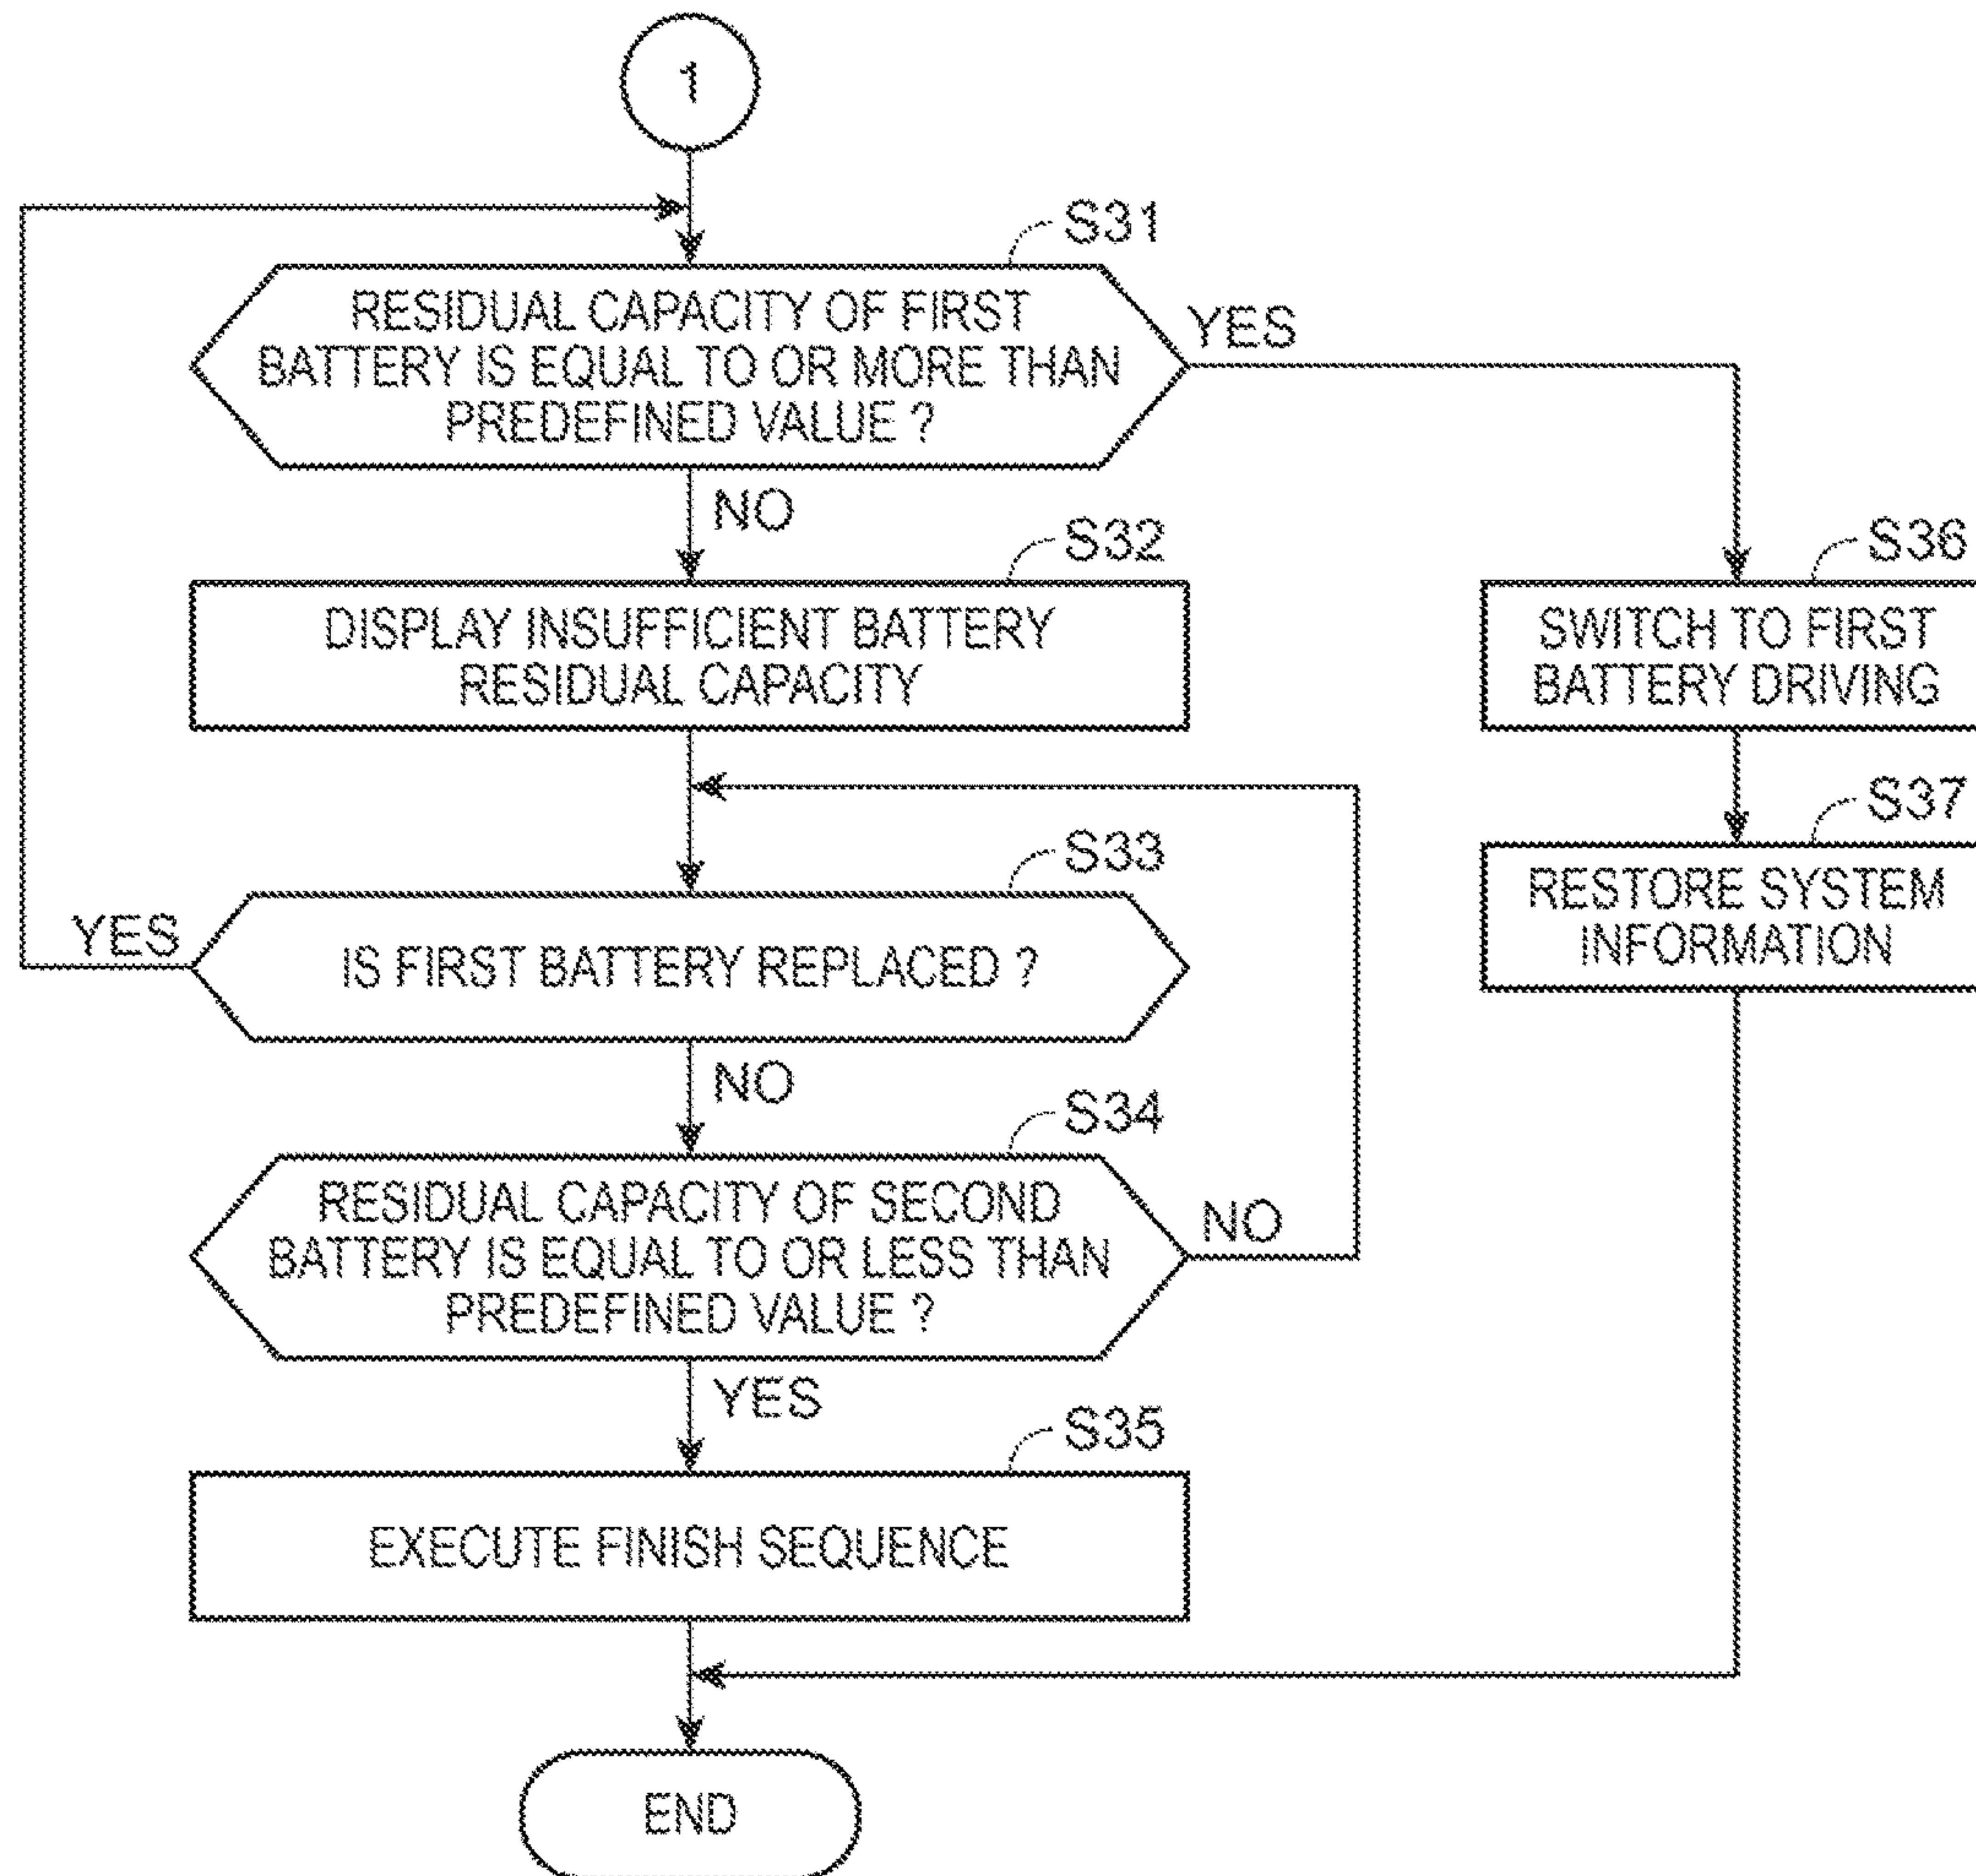 1
S31
RESIDUAL CAPACITY OF FIRST
BATTERY IS EQUAL TO OR MORE THAN
PREDEFINED VALUE ?
YES
NO
S32
DISPLAY INSUFFICIENT BATTERY
RESIDUAL CAPACITY
S36
SWITCH TO FIRST
BATTERY DRIVING
S37
RESTORE SYSTEM
INFORMATION
S33
YES
IS FIRST BATTERY REPLACED ?
NO
S34
RESIDUAL CAPACITY OF SECOND
BATTERY IS EQUAL TO OR LESS THAN
PREDEFINED VALUE ?
NO
YES
S35
EXECUTE FINISH SEQUENCE
END